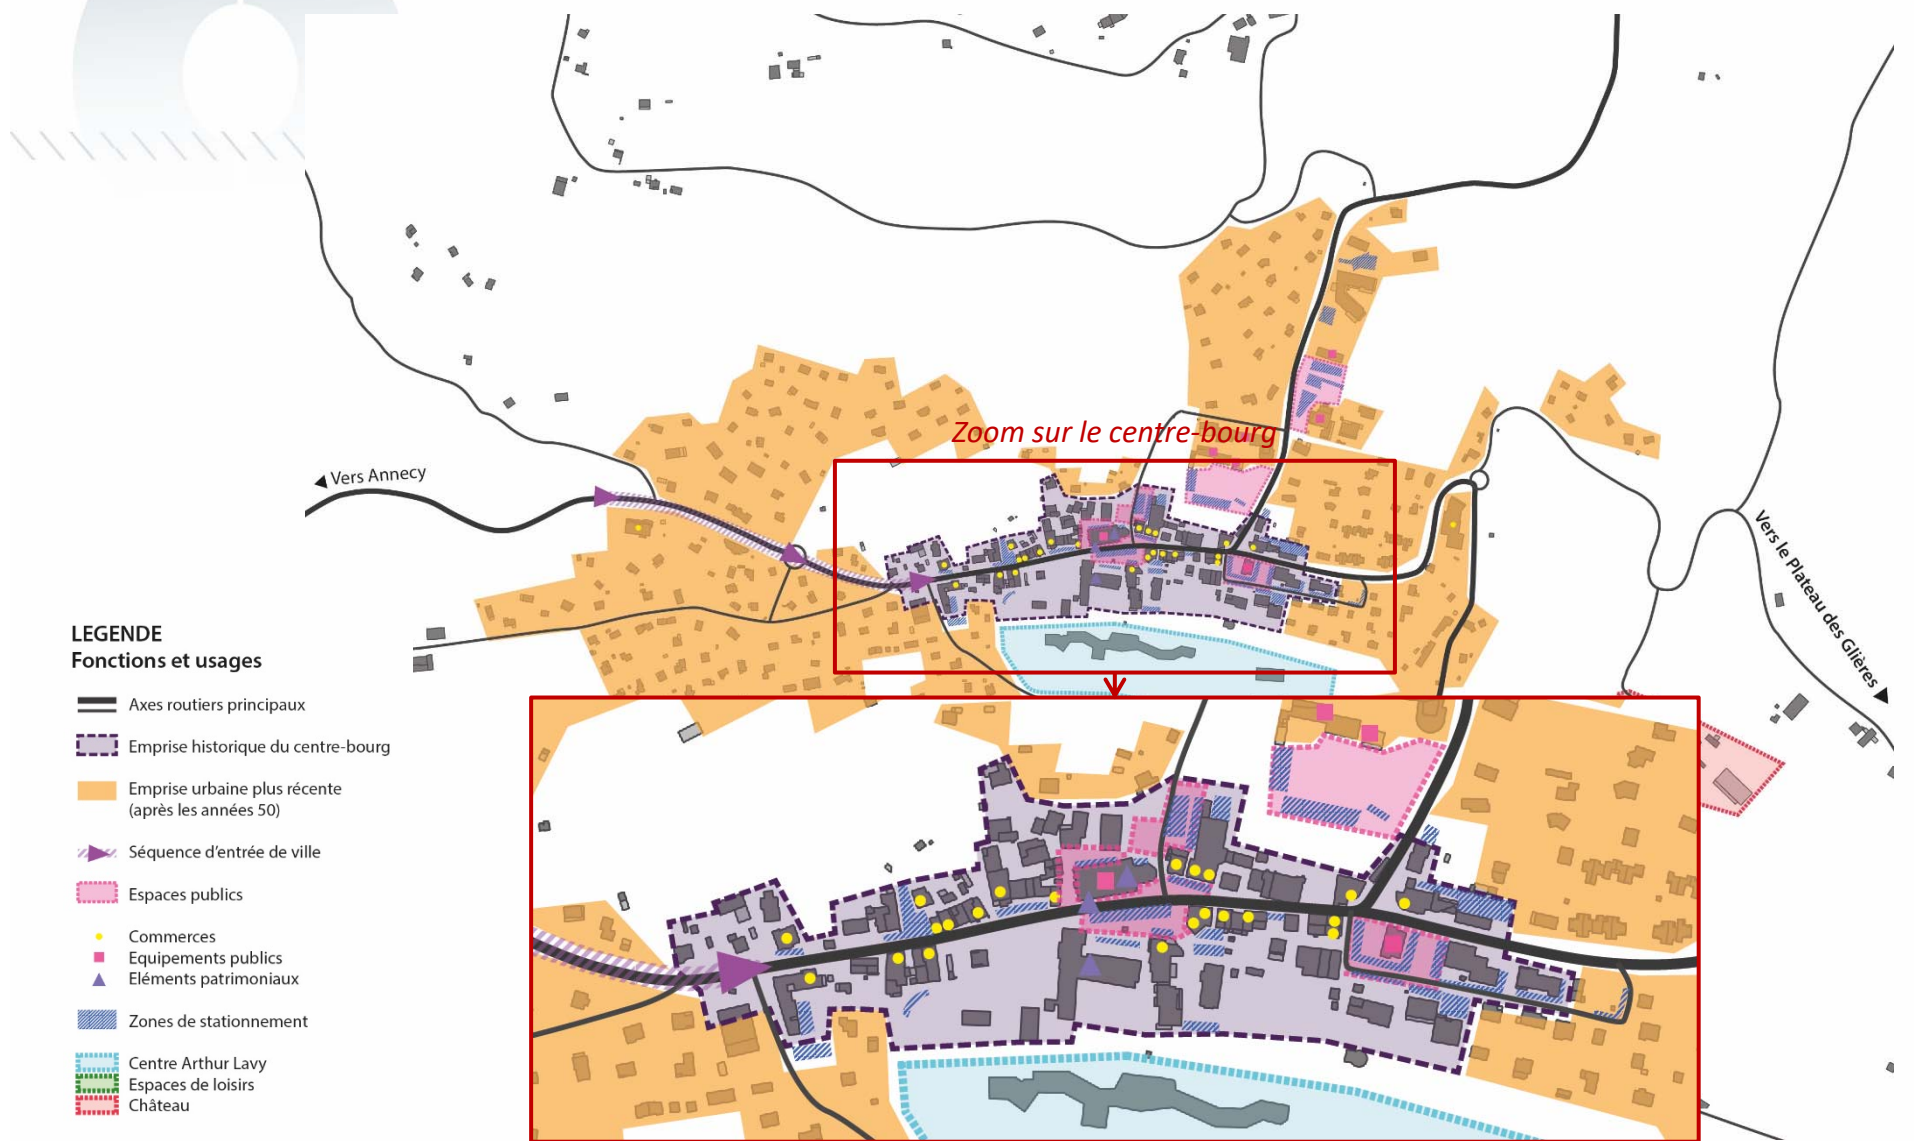 Zoom sur le centre-bourg
Vers Annecy
Vers le Plateau des Glières
LEGENDE
Fonctions et usages
Axes routiers principaux
Emprise historique du centre-bourg
Emprise urbaine plus récente
(après les années 50)
Séquence d'entrée de ville
Espaces publics
Commerces
Equipements publics
Eléments patrimoniaux
Zones de stationnement
Centre Arthur Lavy
Espaces de loisirs
Château